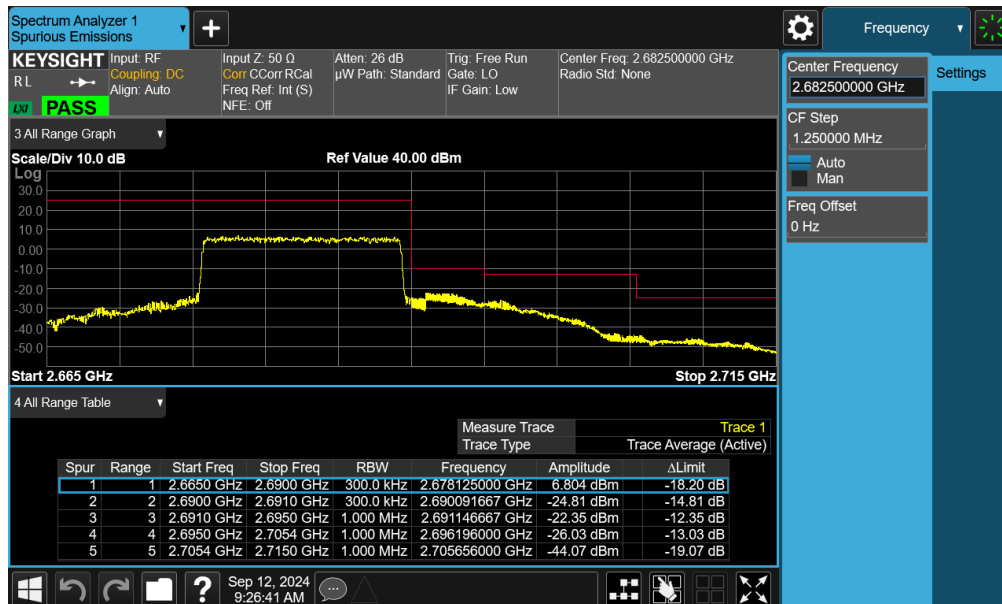 Spectrum Analyzer 1
Spurious Emissions
+
Frequency
KEYSIGHT
R L
LXI
PASS
Input: RF
Coupling: DC
Align: Auto
Input Z: 50 Ω
Corr CCorr RCal
Freq Ref: Int (S)
NFE: Off
Atten: 26 dB
µW Path: Standard
Trig: Free Run
Gate: LO
IF Gain: Low
Center Freq: 2.682500000 GHz
Radio Std: None
Center Frequency
2.682500000 GHz
Settings
CF Step
1.250000 MHz
Auto
Man
Freq Offset
0 Hz
3 All Range Graph
Scale/Div 10.0 dB
Ref Value 40.00 dBm
Log
30.0
20.0
10.0
0.00
-10.0
-20.0
-30.0
-40.0
-50.0
Start 2.665 GHz
Stop 2.715 GHz
4 All Range Table
Measure Trace Trace 1
Trace Type Trace Average (Active)
Spur Range Start Freq Stop Freq RBW Frequency Amplitude ΔLimit
1 1 2.6650 GHz 2.6900 GHz 300.0 kHz 2.678125000 GHz 6.804 dBm -18.20 dB
2 2 2.6900 GHz 2.6910 GHz 300.0 kHz 2.690091667 GHz -24.81 dBm -14.81 dB
3 3 2.6910 GHz 2.6950 GHz 1.000 MHz 2.691146667 GHz -22.35 dBm -12.35 dB
4 4 2.6950 GHz 2.7054 GHz 1.000 MHz 2.696196000 GHz -26.03 dBm -13.03 dB
5 5 2.7054 GHz 2.7150 GHz 1.000 MHz 2.705656000 GHz -44.07 dBm -19.07 dB
?
Sep 12, 2024
9:26:41 AM